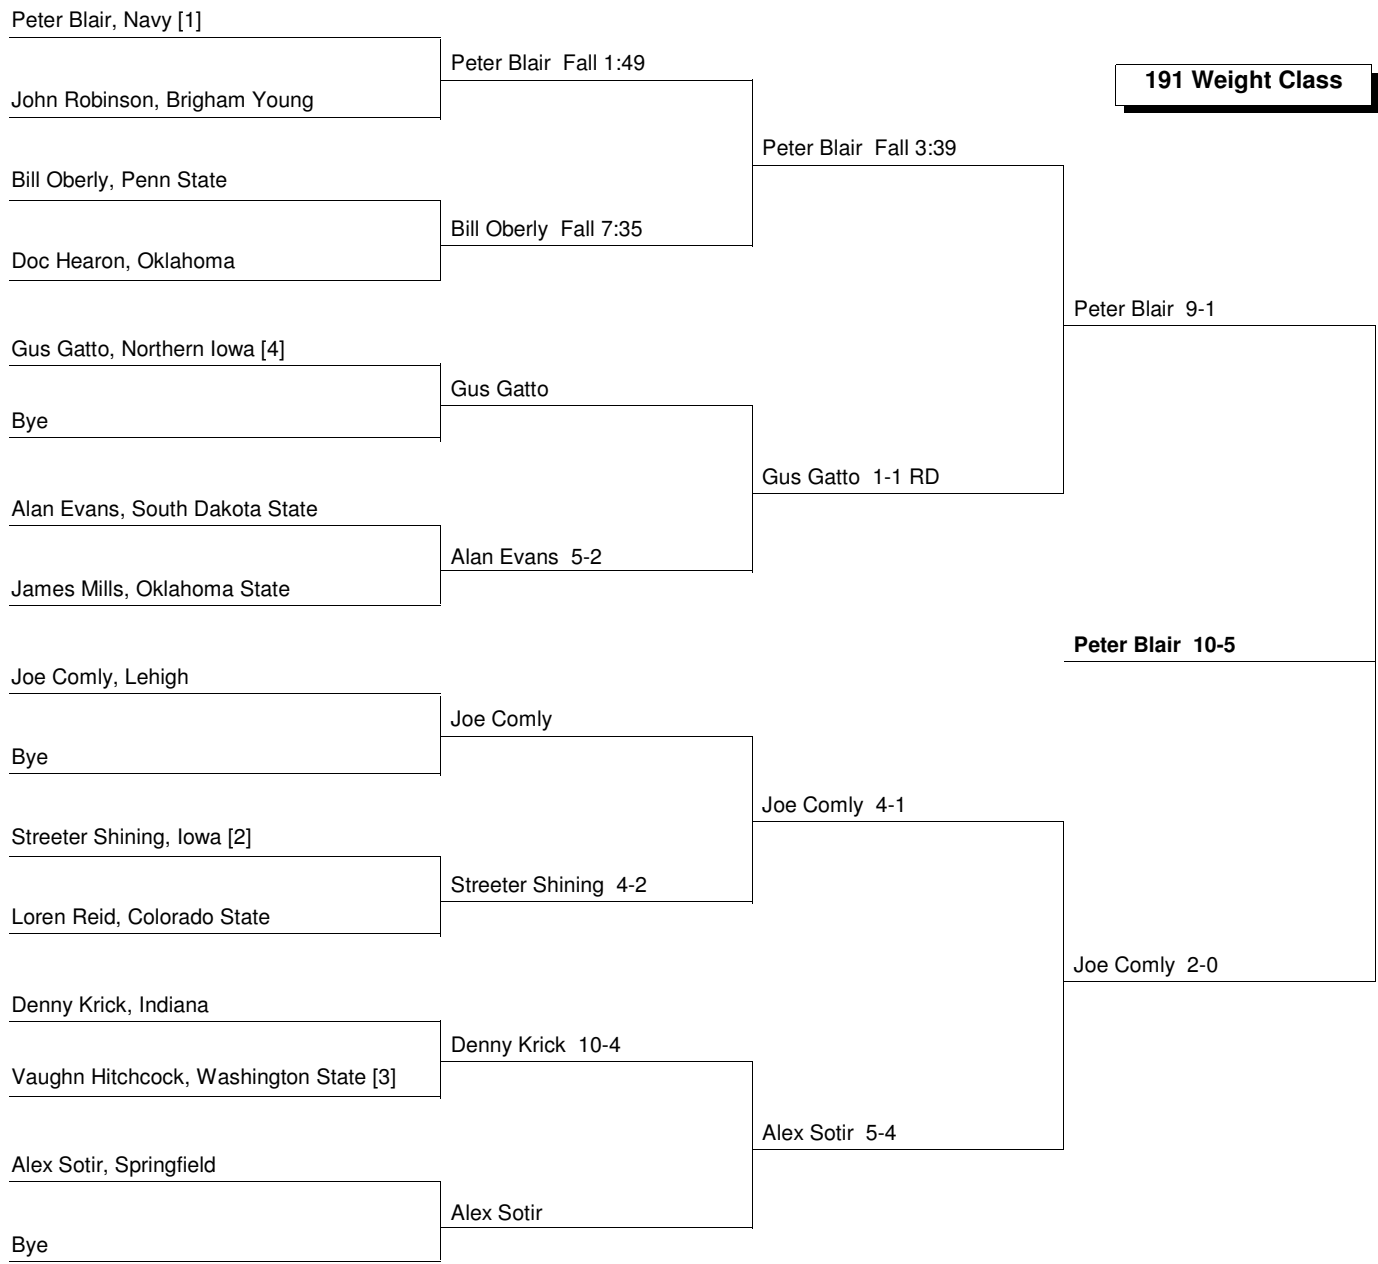 Peter Blair, Navy [1]
Peter Blair  Fall 1:49
191 Weight Class
John Robinson, Brigham Young
Peter Blair  Fall 3:39
Bill Oberly, Penn State
Bill Oberly  Fall 7:35
Doc Hearon, Oklahoma
Peter Blair  9-1
Gus Gatto, Northern Iowa [4]
Gus Gatto
Bye
Gus Gatto  1-1 RD
Alan Evans, South Dakota State
Alan Evans  5-2
James Mills, Oklahoma State
Peter Blair  10-5
Joe Comly, Lehigh
Joe Comly
Bye
Joe Comly  4-1
Streeter Shining, Iowa [2]
Streeter Shining  4-2
Loren Reid, Colorado State
Joe Comly  2-0
Denny Krick, Indiana
Denny Krick  10-4
Vaughn Hitchcock, Washington State [3]
Alex Sotir  5-4
Alex Sotir, Springfield
Alex Sotir
Bye